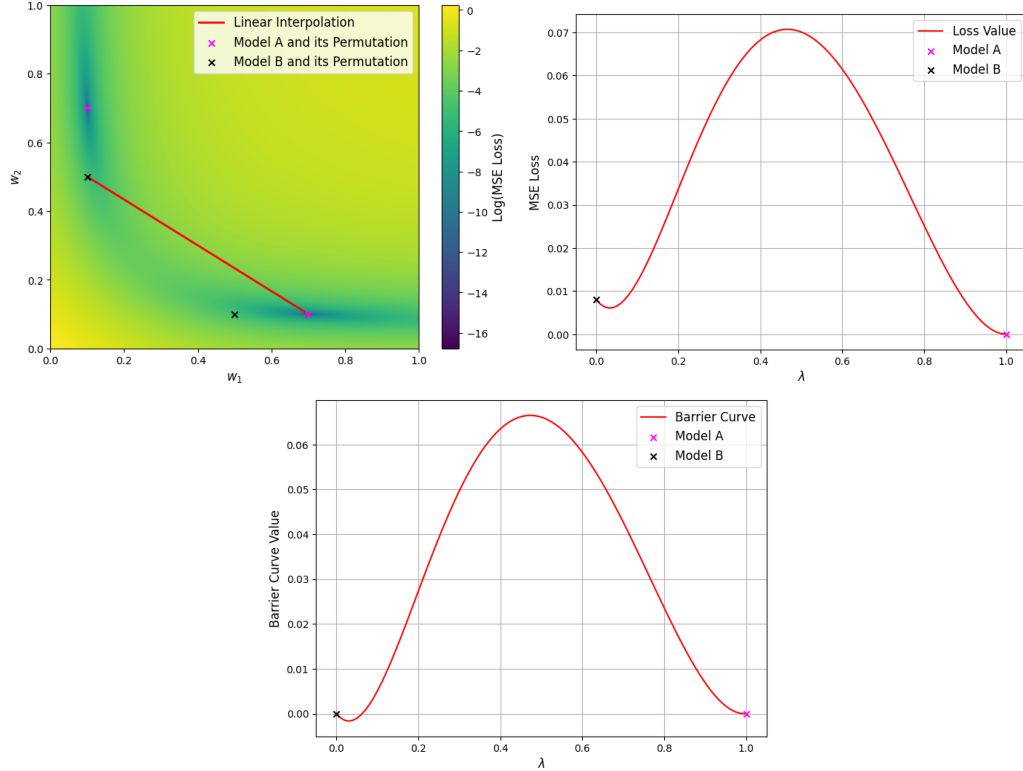 1.0
0.8
0.6
0.4
0.2
0.0
w₂
0.0 0.2 0.4 0.6 0.8 1.0
w₁
Linear Interpolation
Model A and its Permutation
Model B and its Permutation
0
−2
−4
−6
−8
−10
−12
−14
−16
Log(MSE Loss)
0.07
0.06
0.05
0.04
0.03
0.02
0.01
0.00
MSE Loss
0.0 0.2 0.4 0.6 0.8 1.0
λ
Loss Value
Model A
Model B
0.06
0.05
0.04
0.03
0.02
0.01
0.00
Barrier Curve Value
0.0 0.2 0.4 0.6 0.8 1.0
λ
Barrier Curve
Model A
Model B